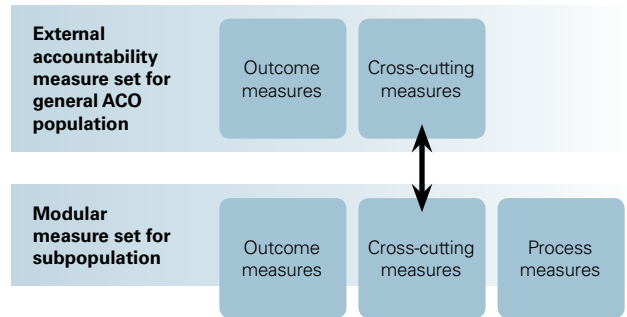 External
accountability
measure set for
general ACO
population
Outcome
measures
Cross-cutting
measures
Modular
measure set for
subpopulation
Outcome
measures
Cross-cutting
measures
Process
measures